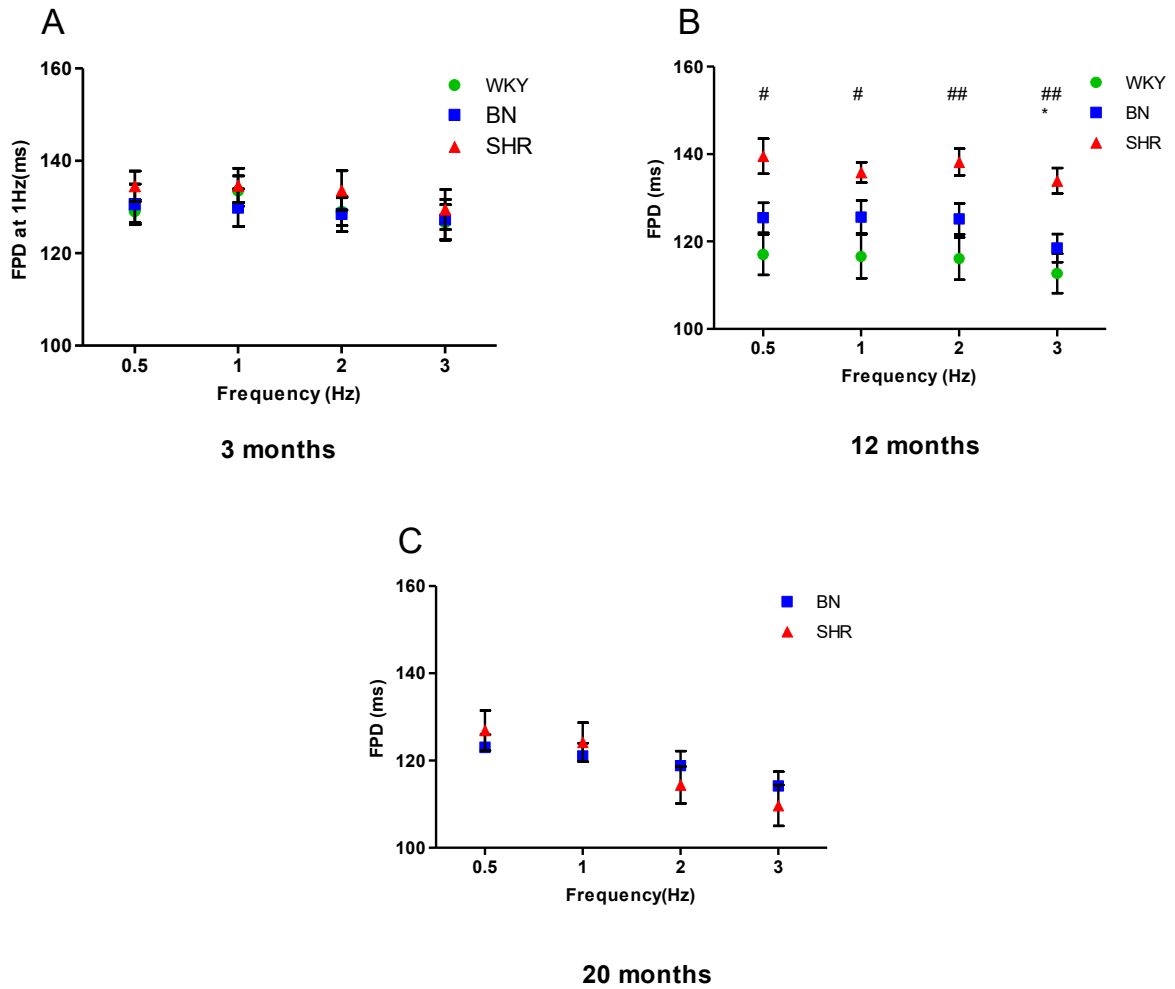 A
FPD at 1Hz(ms)
160
140
120
100
0.5 1 2 3
Frequency (Hz)
WKY
BN
SHR
3 months
B
FPD (ms)
160
140
120
100
# # ## ##
*
0.5 1 2 3
Frequency (Hz)
WKY
BN
SHR
12 months
C
FPD (ms)
160
140
120
100
0.5 1 2 3
Frequency(Hz)
BN
SHR
20 months